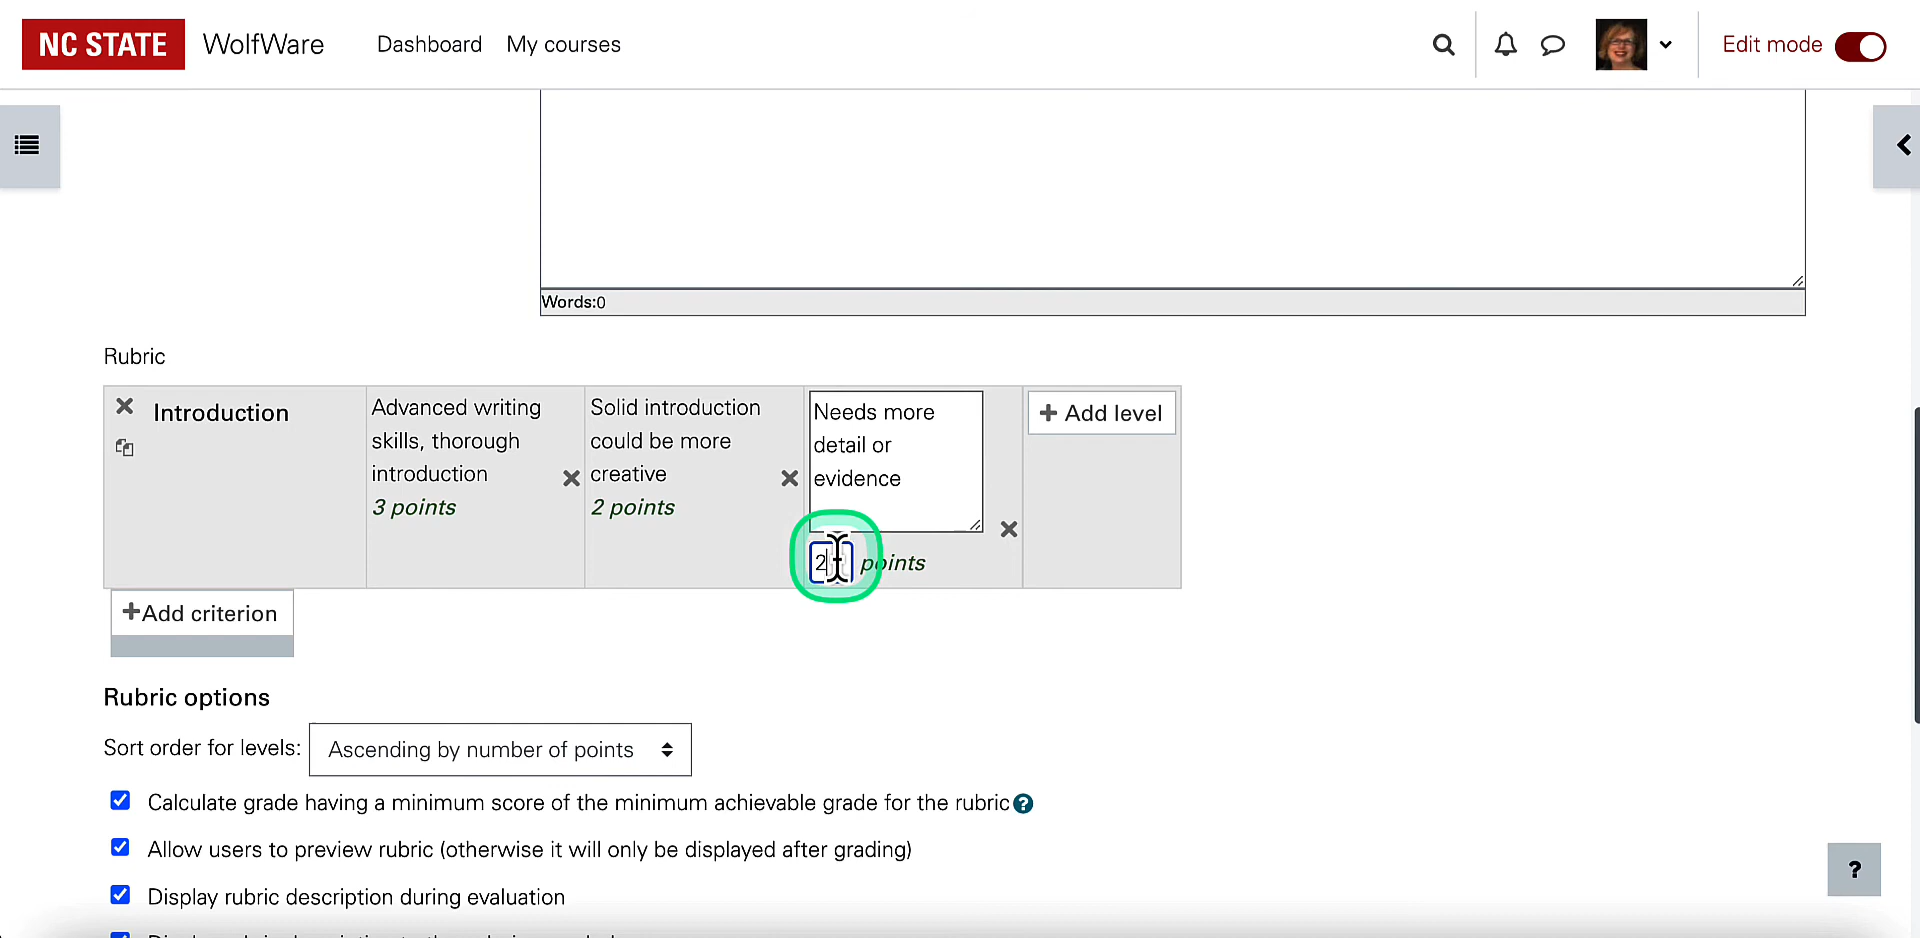 NC STATE WolfWare Dashboard My courses Edit mode
Words:0
Rubric
Introduction
Advanced writing
skills, thorough
introduction
3 points
Solid introduction
could be more
creative
2 points
Needs more
detail or
evidence
2 points
+ Add level
+Add criterion
Rubric options
Sort order for levels: Ascending by number of points
Calculate grade having a minimum score of the minimum achievable grade for the rubric ?
Allow users to preview rubric (otherwise it will only be displayed after grading)
?
Display rubric description during evaluation